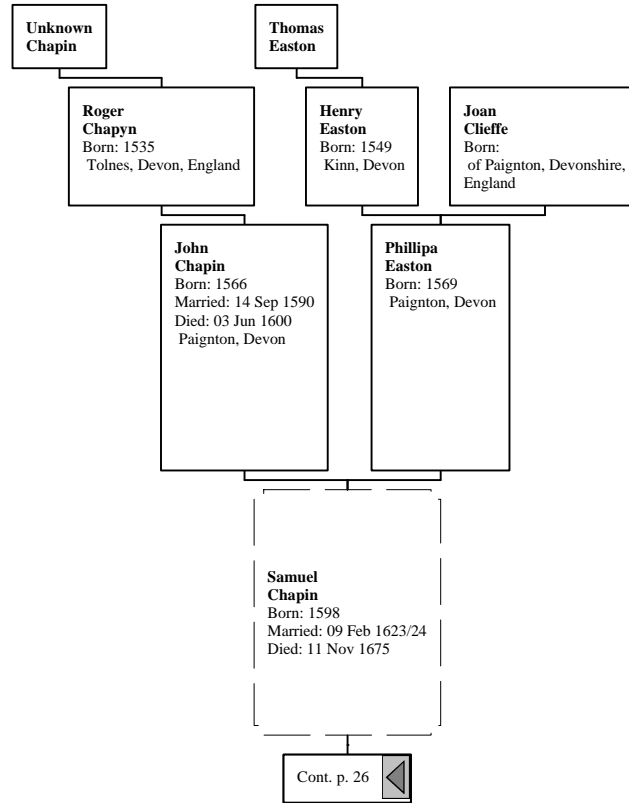 Unknown
Chapin
Thomas
Easton
Roger
Chapyn
Born: 1535
Tolnes, Devon, England
Henry
Easton
Born: 1549
Kinn, Devon
Joan
Clieffe
Born:
of Paignton, Devonshire,
England
John
Chapin
Born: 1566
Married: 14 Sep 1590
Died: 03 Jun 1600
Paignton, Devon
Phillipa
Easton
Born: 1569
Paignton, Devon
Samuel
Chapin
Born: 1598
Married: 09 Feb 1623/24
Died: 11 Nov 1675
Cont. p. 26